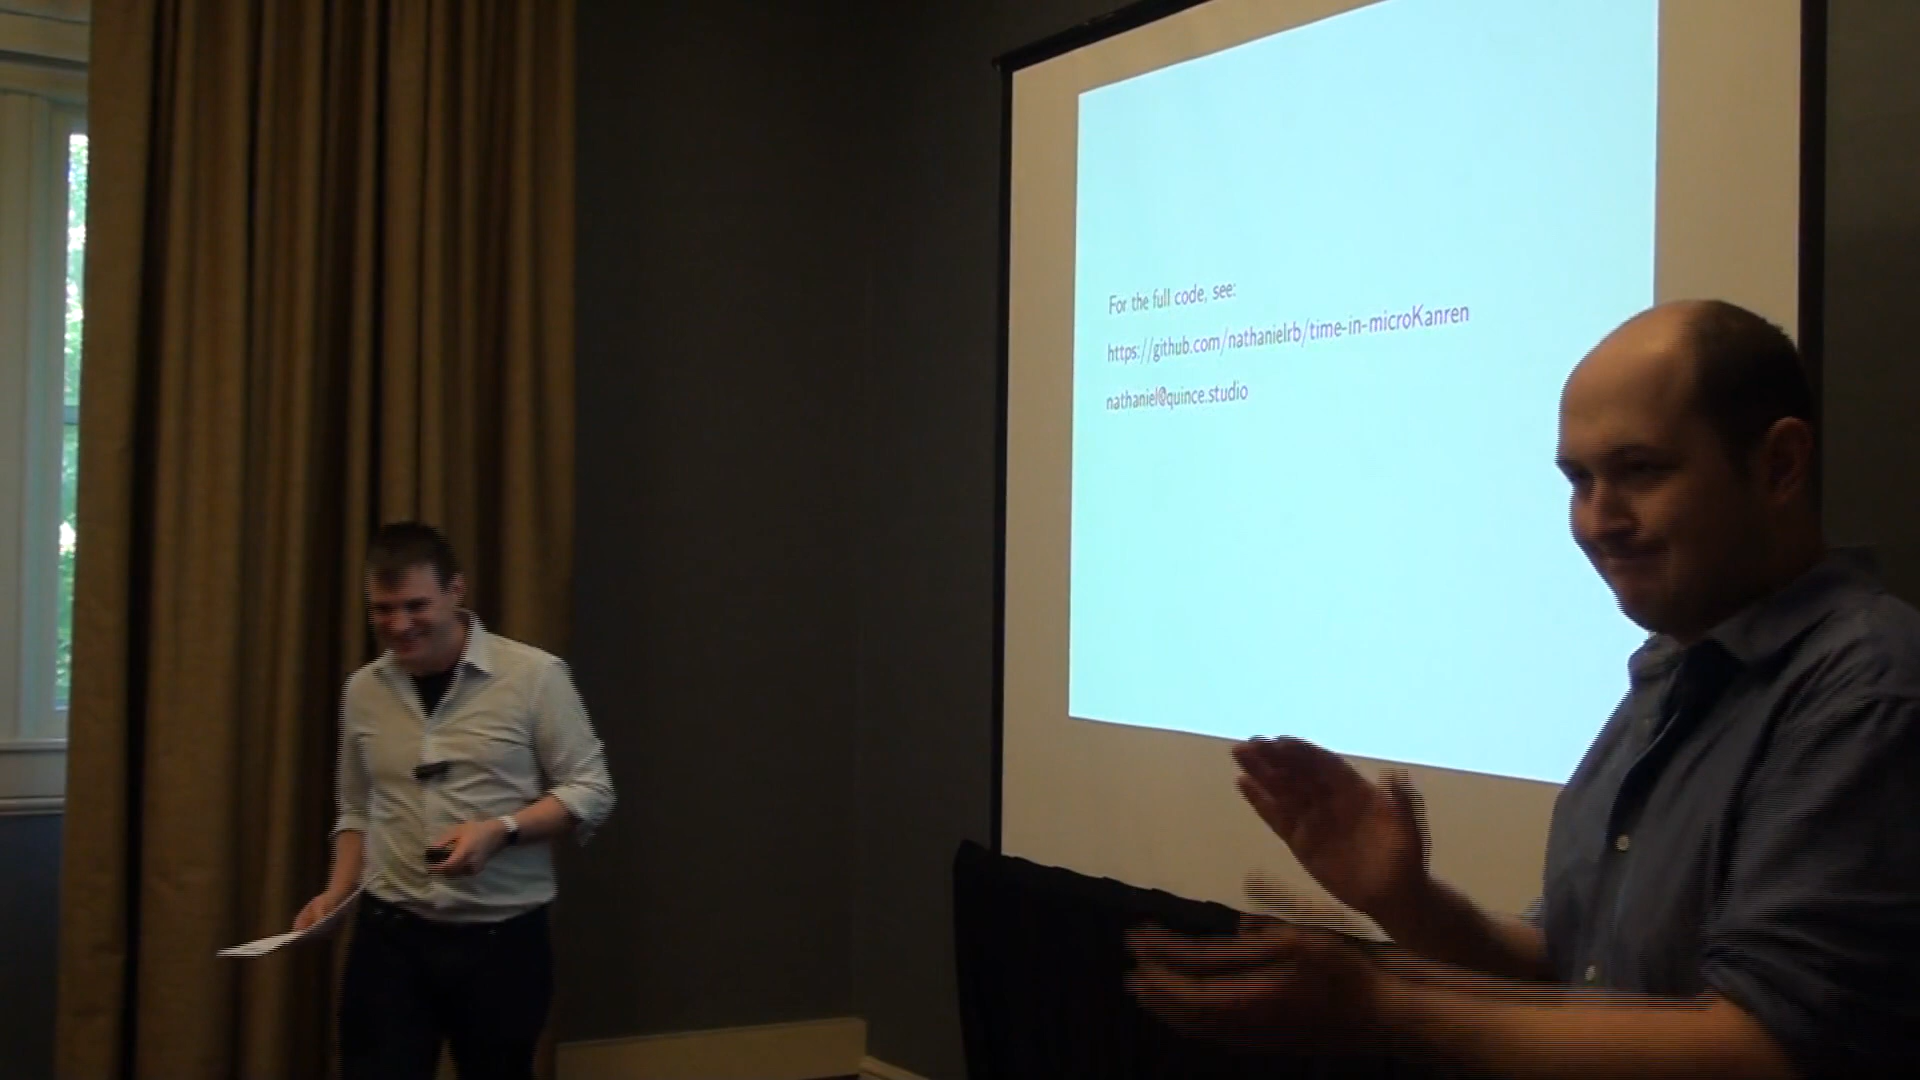 For the full code, see:
https://github.com/nathanielrb/time-in-microKanren
nathaniel@quince.studio